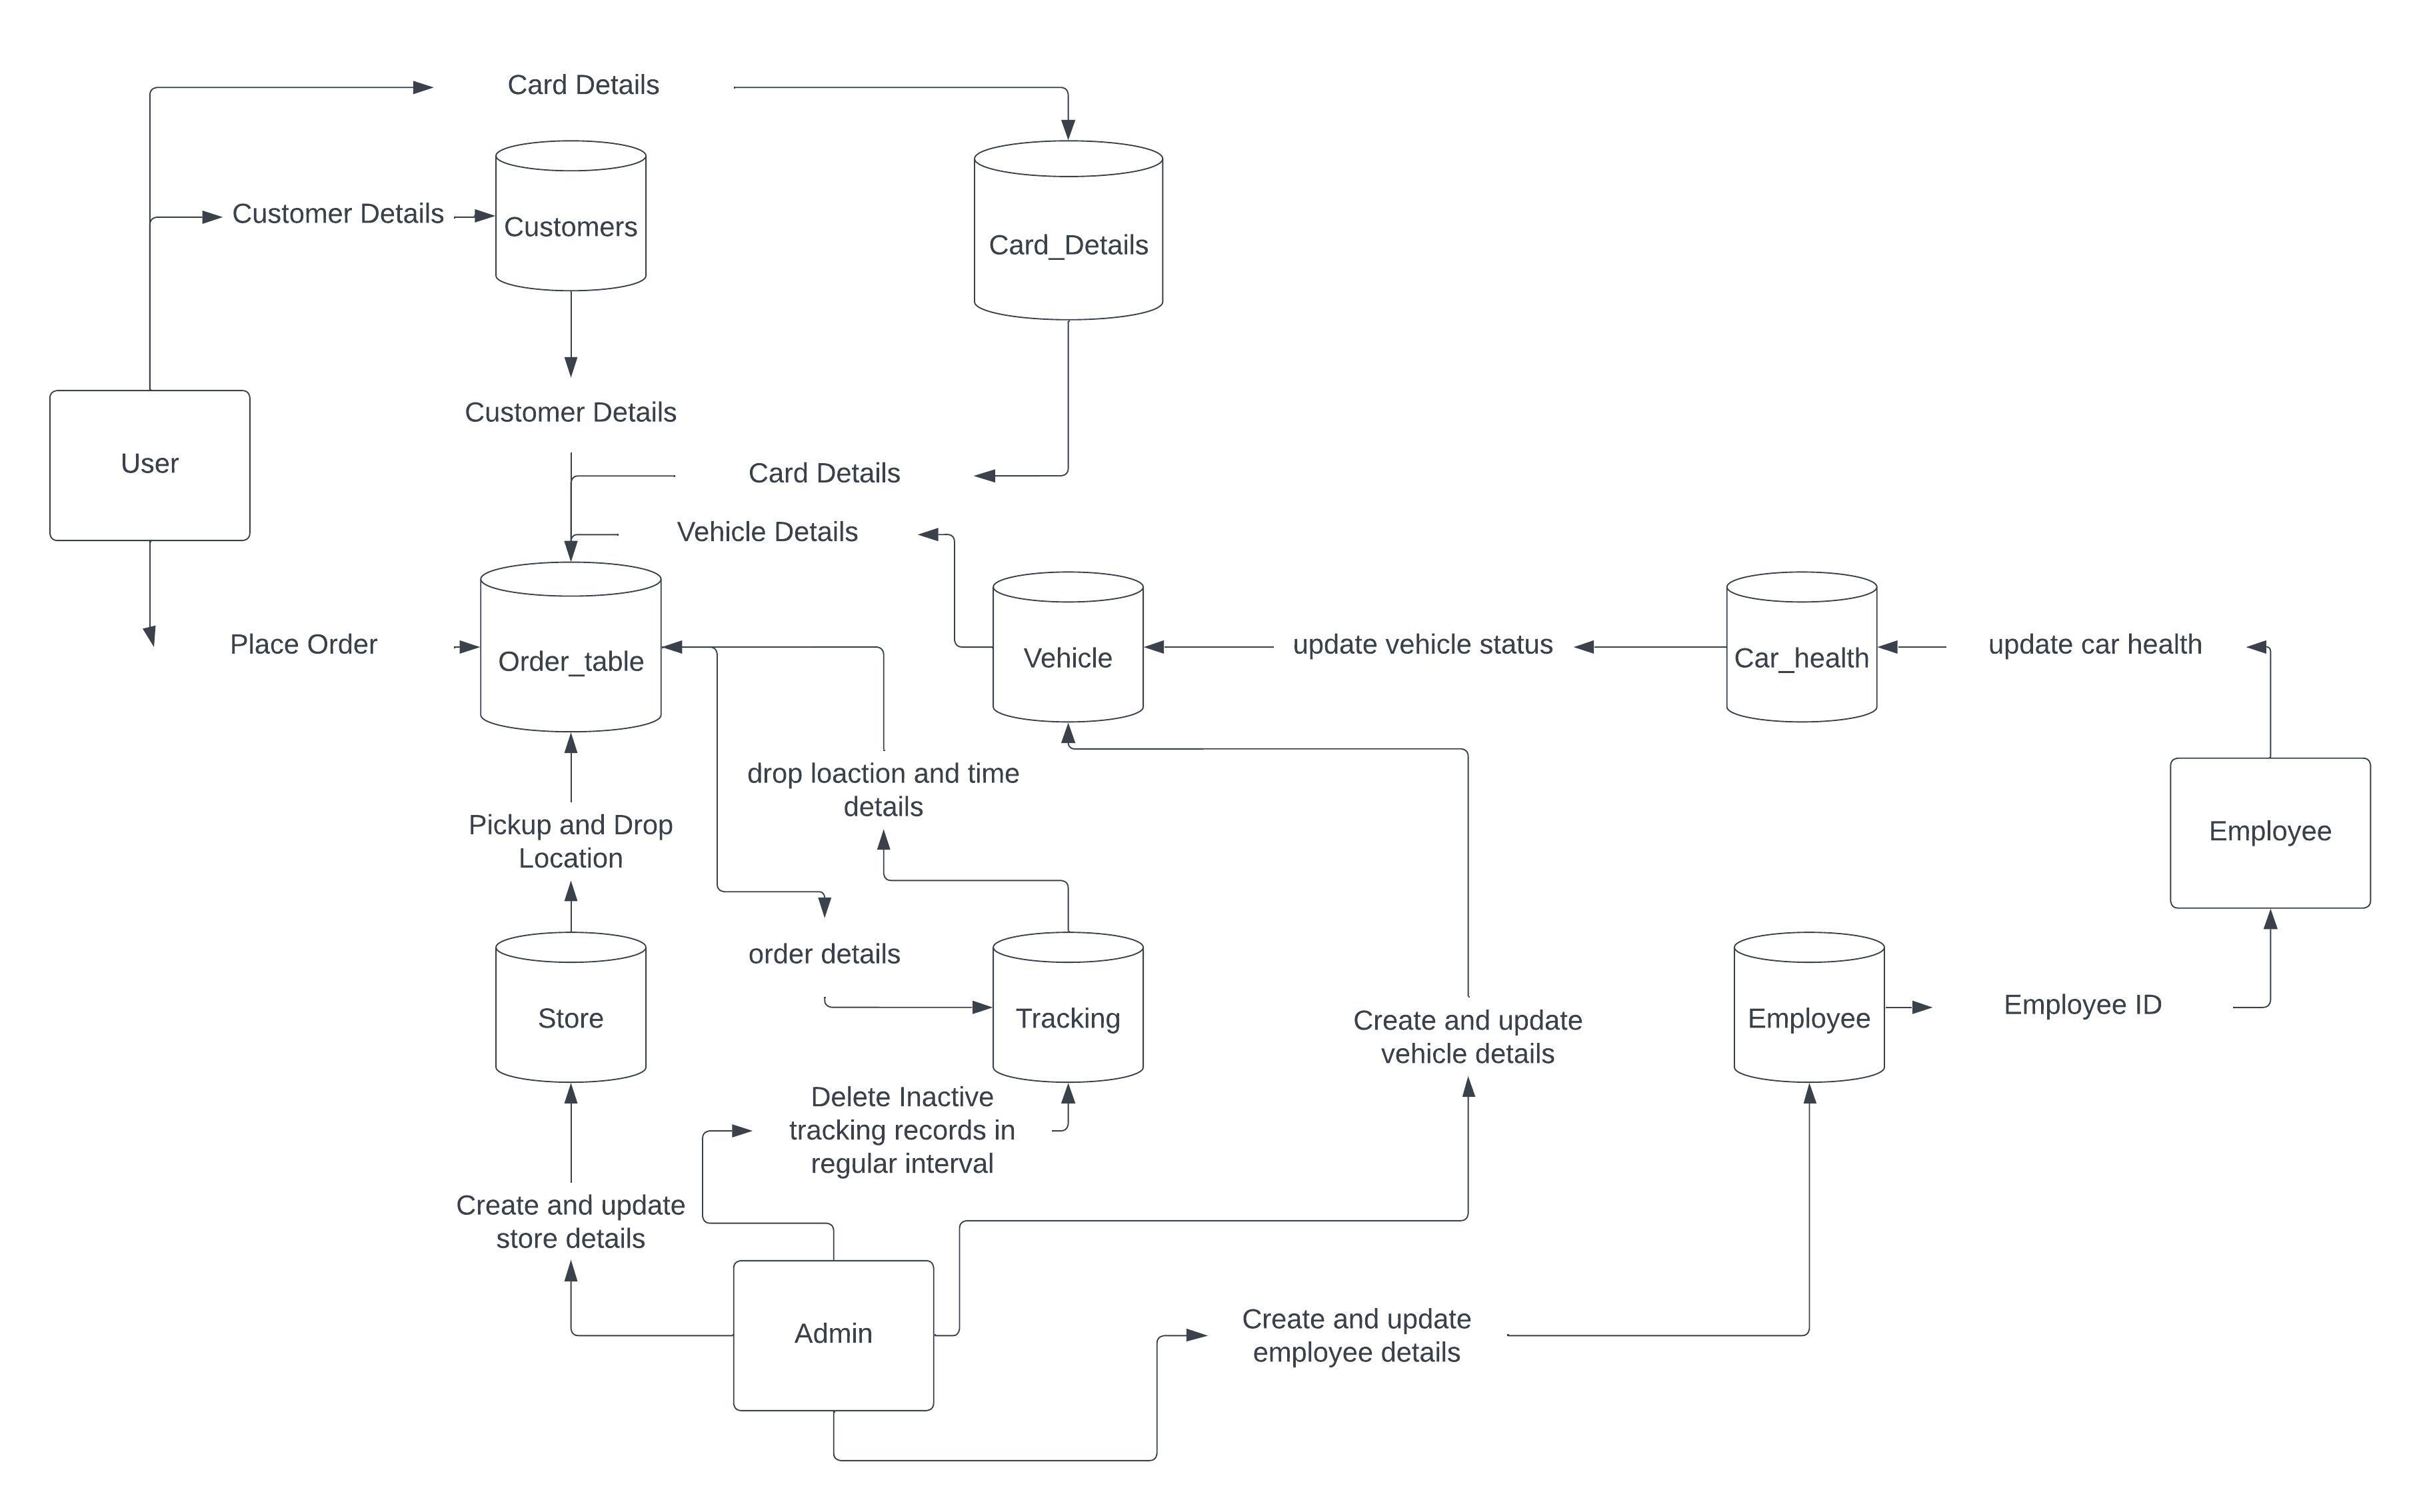 Card Details
Customer Details
Customers
Card_Details
Customer Details
User
Card Details
Vehicle Details
Place Order
Order_table
Vehicle
update vehicle status
Car_health
update car health
drop loaction and time
details
Pickup and Drop
Location
Employee
order details
Store
Tracking
Create and update
vehicle details
Employee
Employee ID
Delete Inactive
tracking records in
regular interval
Create and update
store details
Admin
Create and update
employee details